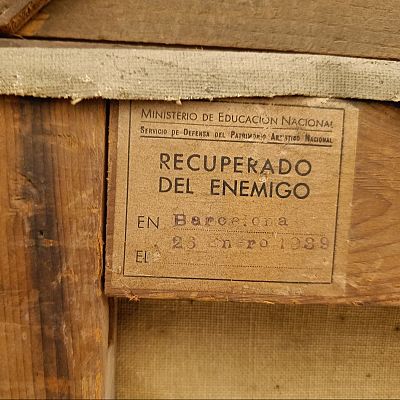 MINISTERIO DE EDUCACIÓN NACIONAL
SERVICIO DE DEFENSA DEL PATRIMONIO ARTÍSTICO NACIONAL
RECUPERADO
DEL ENEMIGO
EN Barcelona
EL 26 Enero 1939